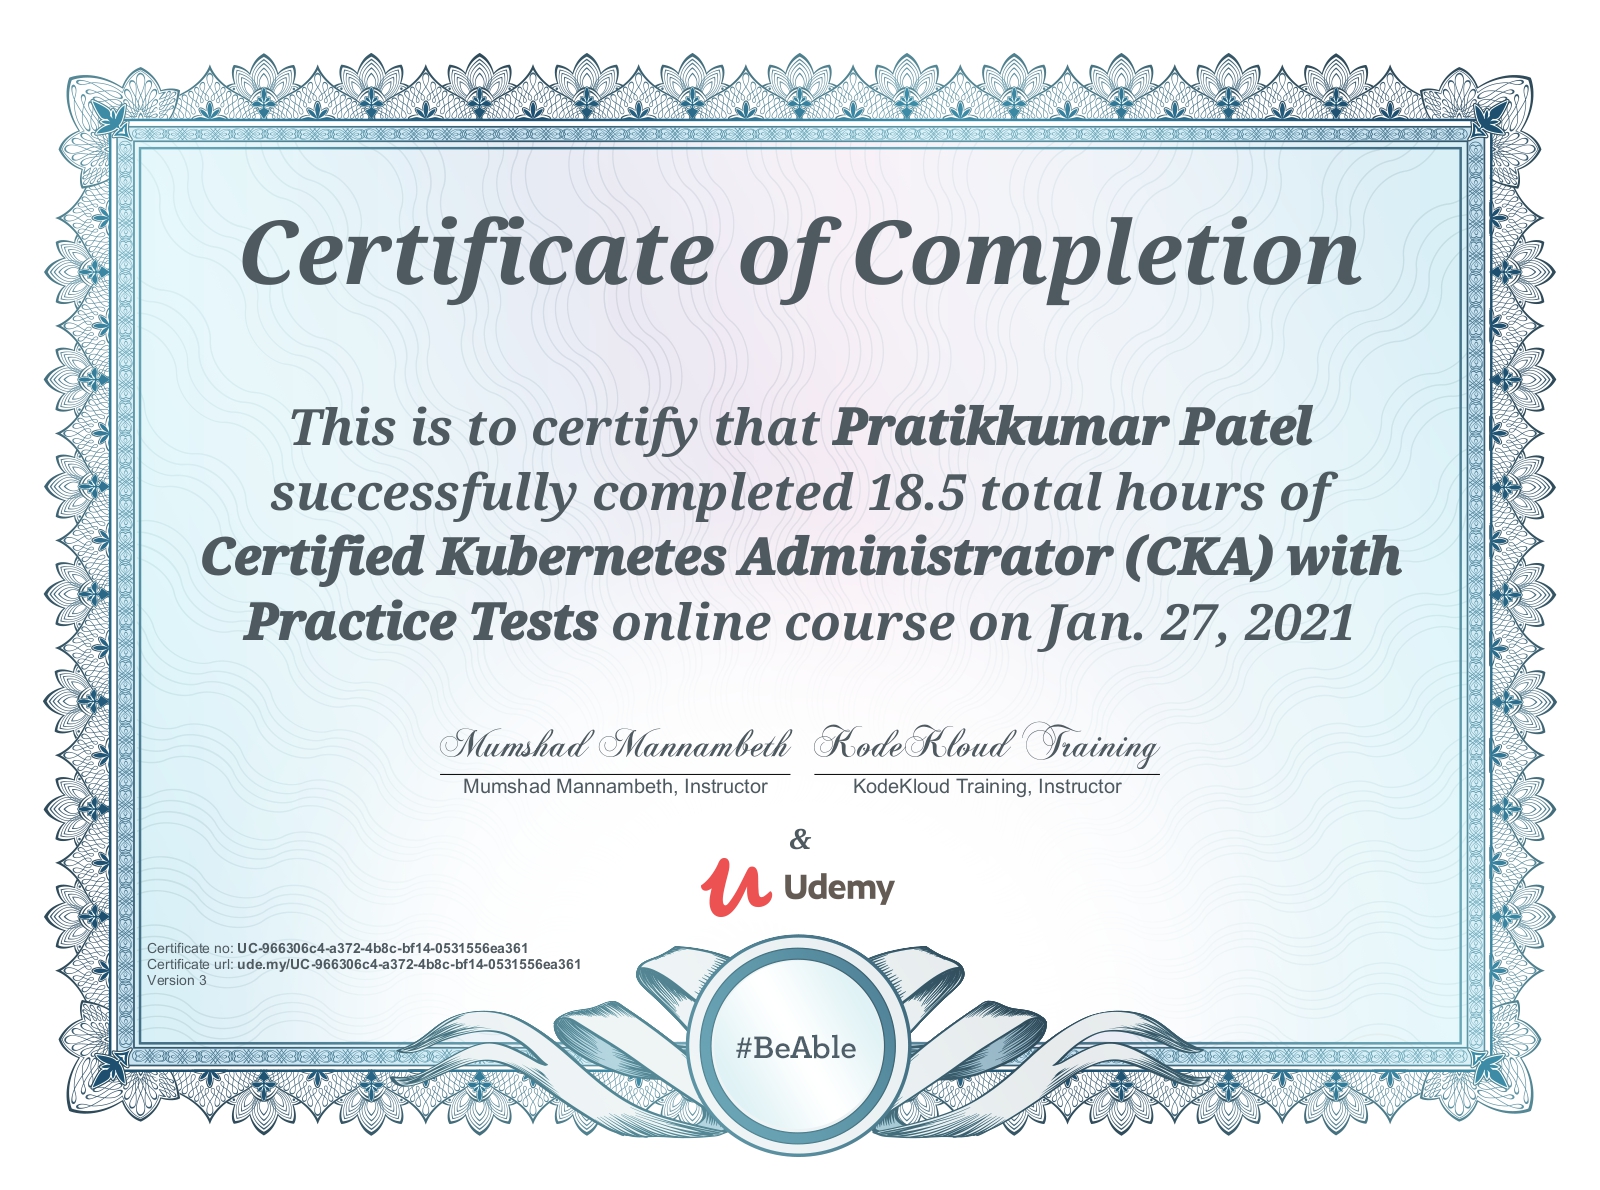 Certificate of Completion
This is to certify that Pratikkumar Patel
successfully completed 18.5 total hours of
Certified Kubernetes Administrator (CKA) with
Practice Tests online course on Jan. 27, 2021
Mumshad Mannambeth KodeKloud Training
Mumshad Mannambeth, Instructor KodeKloud Training, Instructor
&
Udemy
Certificate no: UC-966306c4-a372-4b8c-bf14-0531556ea361
Certificate url: ude.my/UC-966306c4-a372-4b8c-bf14-0531556ea361
Version 3
#BeAble